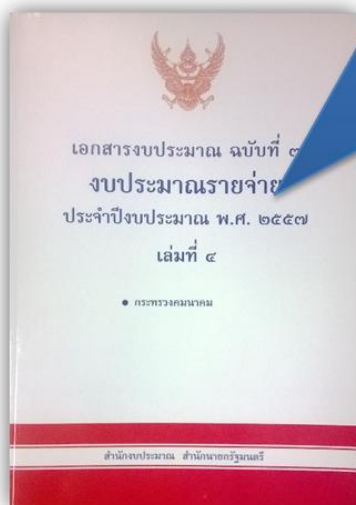 เอกสารงบประมาณ ฉบับที่
งบประมาณรายจ่าย
ประจำปีงบประมาณ พ.ศ. ๒๕๕๗
เล่มที่ ๔
• กระทรวงคมนาคม
สำนักงบประมาณ สำนักนายกรัฐมนตรี